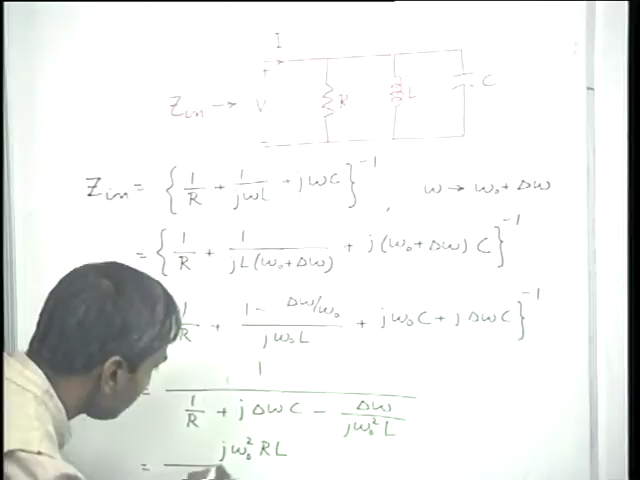 I
+
Z_in → V R L C
-
Z_in = { 1/R + 1/jωL + jωC }^-1 , ω → ω₀ + Δω
= { 1/R + 1/jL(ω₀+Δω) + j(ω₀+Δω) C }^-1
1/R + (1 - Δω/ω₀)/jω₀L + jω₀C + jΔωC }^-1
= 1/(1/R + jΔωC - Δω/jω₀²L)
= jω₀²RL